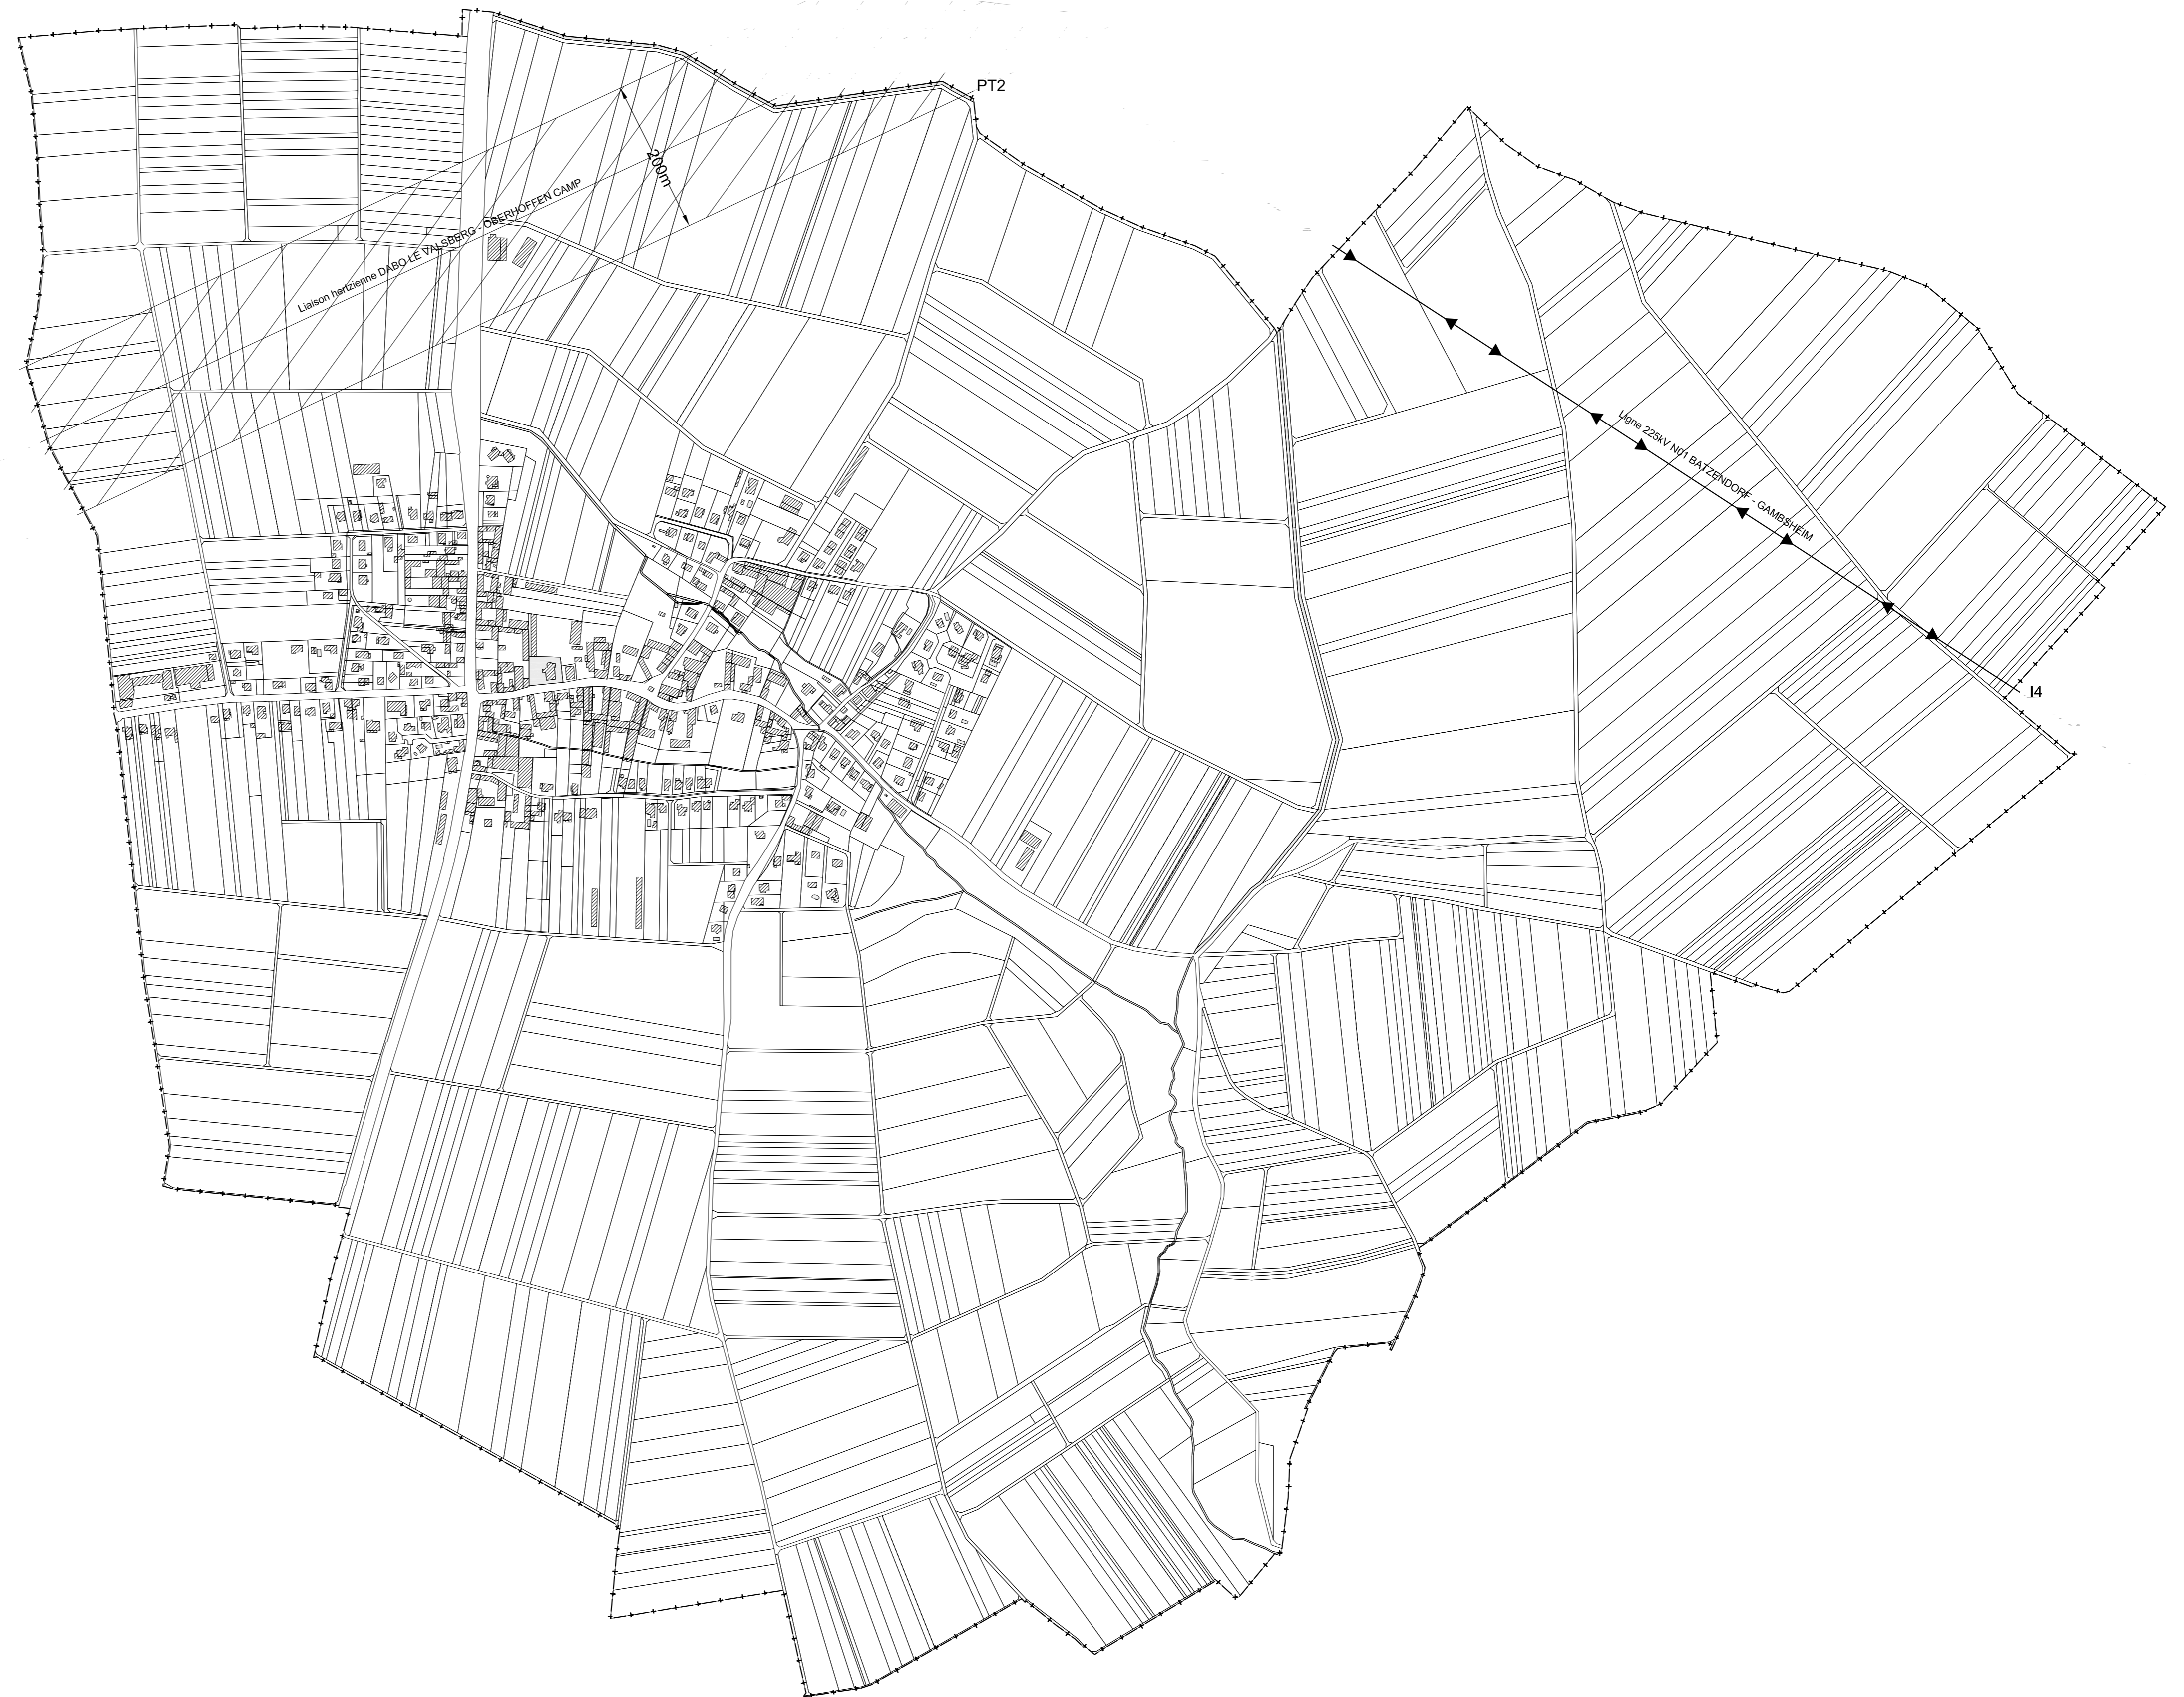 PT2
200m
Liaison hertzienne DABO LE VALSBERG - OBERHOFFEN CAMP
Ligne 225kV N01 BATZENDORF - GAMBSHEIM
I4